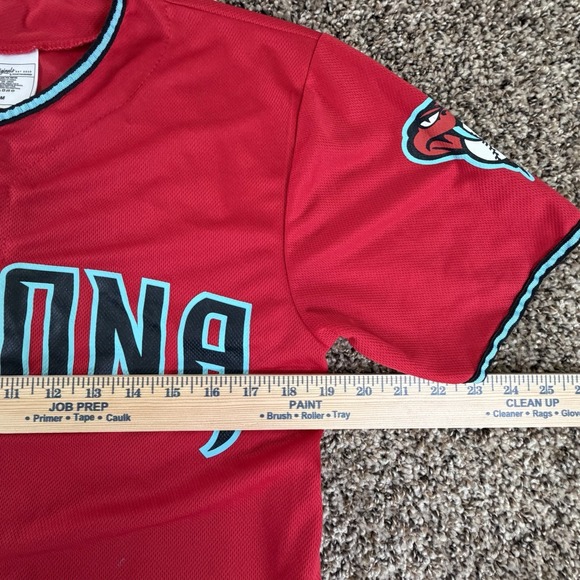 M
ONA
11 12 13 14 15 16 17 18 19 20 21 22 23 24 25
JOB PREP PAINT CLEAN UP
• Primer • Tape • Caulk • Brush • Roller • Tray • Cleaner • Rags • Glov